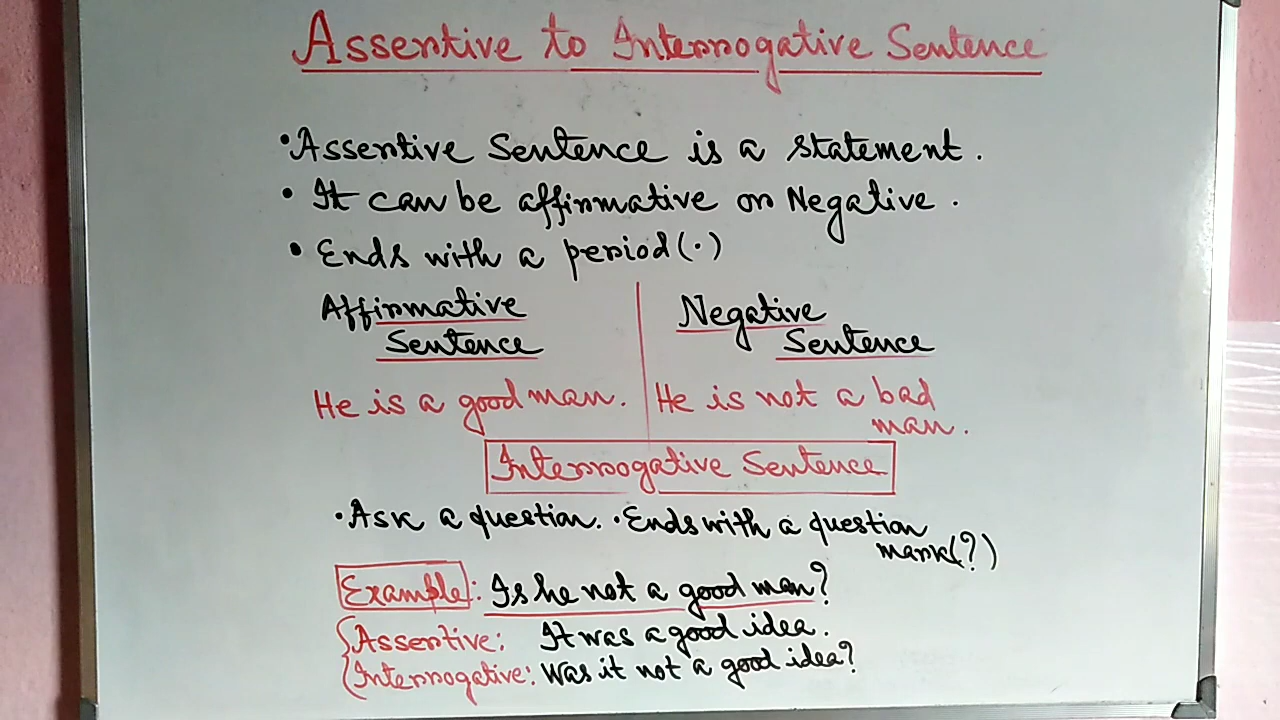 Assertive to Interrogative Sentence
• Assertive Sentence is a statement.
• It can be affirmative or Negative.
• Ends with a period (.)
Affirmative
Sentence
He is a good man.
Negative
Sentence
He is not a bad
man.
Interrogative Sentence
• Ask a question. • Ends with a question
mark(?)
Example: Is he not a good man?
Assertive: It was a good idea.
Interrogative: Was it not a good idea?